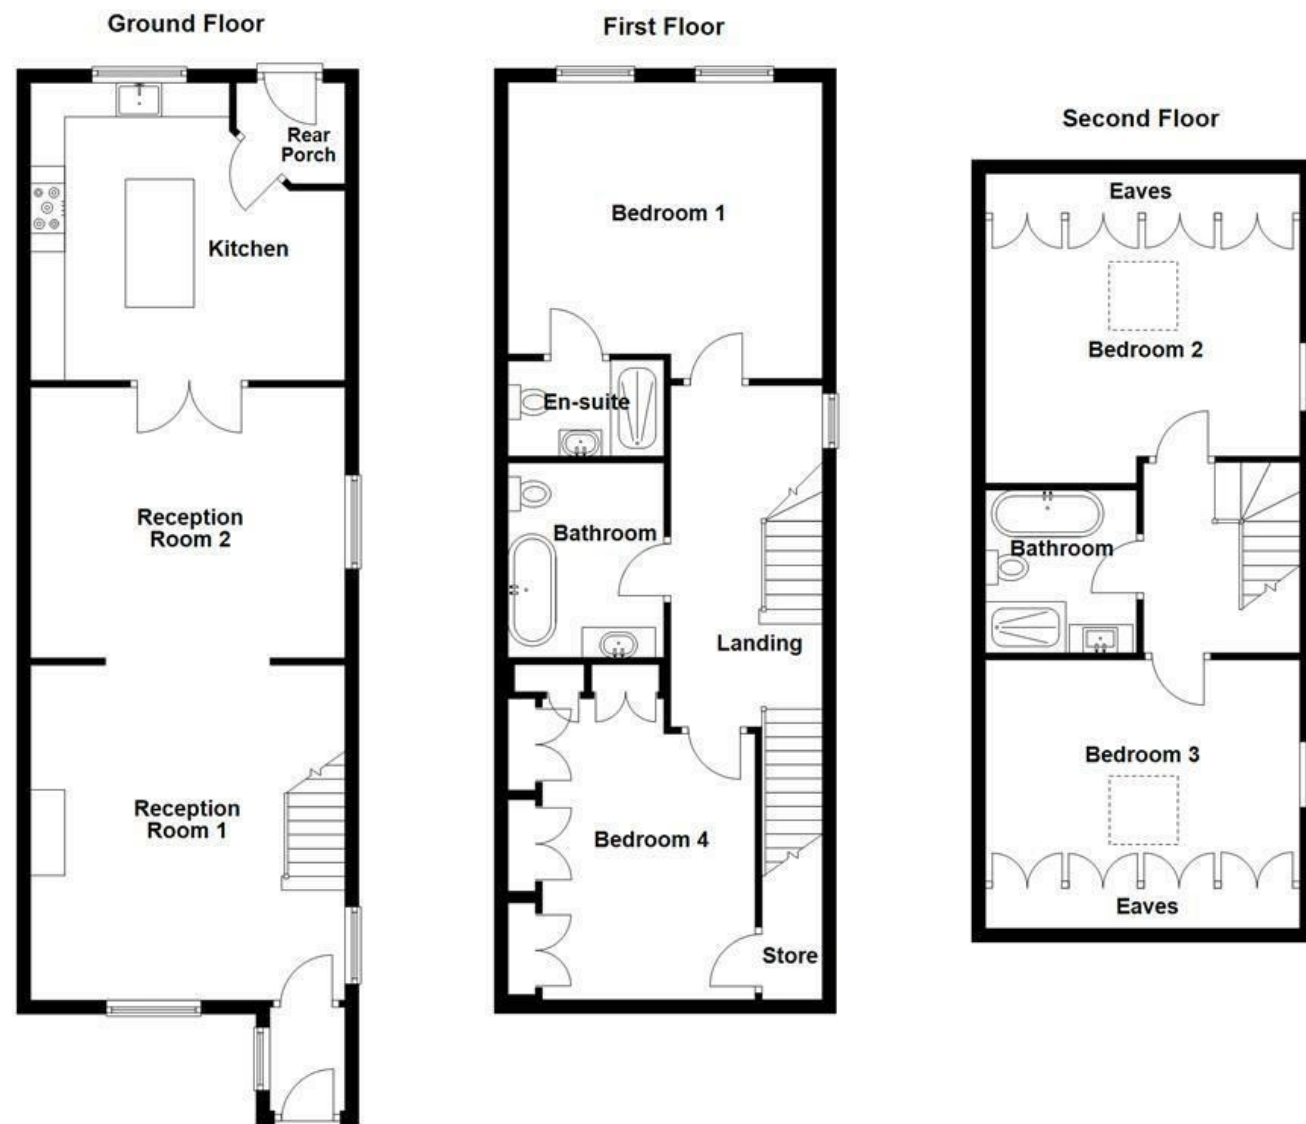 Ground Floor
Rear
Porch
Kitchen
Reception
Room 2
Reception
Room 1
First Floor
Bedroom 1
En-suite
Bathroom
Landing
Bedroom 4
Store
Second Floor
Eaves
Bedroom 2
Bathroom
Bedroom 3
Eaves